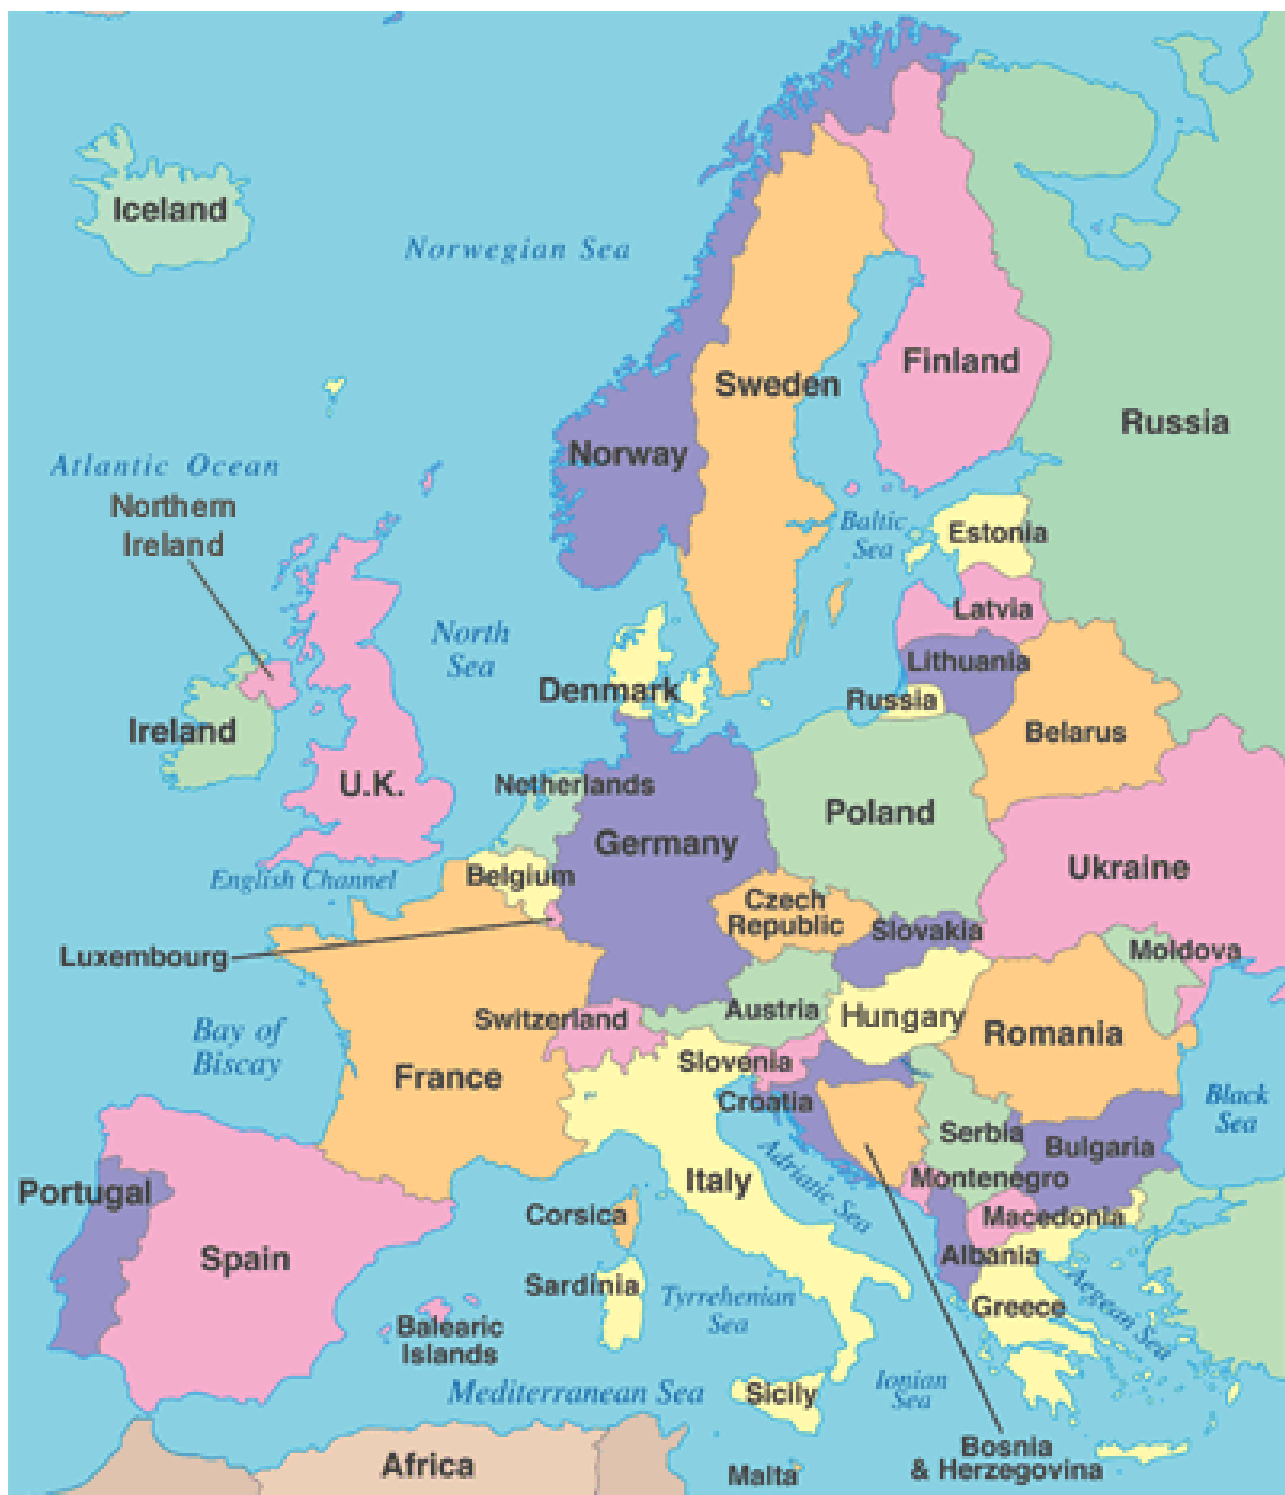 Iceland
Norwegian Sea
Finland
Sweden
Russia
Norway
Atlantic Ocean
Northern
Ireland
Baltic
Sea
Estonia
Latvia
North
Sea
Lithuania
Denmark
Russia
Ireland
Belarus
U.K.
Netherlands
Poland
Germany
Ukraine
English Channel
Belgium
Czech
Republic
Slovakia
Luxembourg
Moldova
Austria
Hungary
Switzerland
Romania
Bay of
Biscay
Slovenia
France
Croatia
Black
Sea
Serbia
Bulgaria
Adriatic Sea
Italy
Montenegro
Portugal
Corsica
Macedonia
Spain
Albania
Sardinia
Tyrrehenian
Sea
Aegean Sea
Greece
Balearic
Islands
Mediterranean Sea
Sicily
Ionian
Sea
Bosnia
& Herzegovina
Africa
Malta